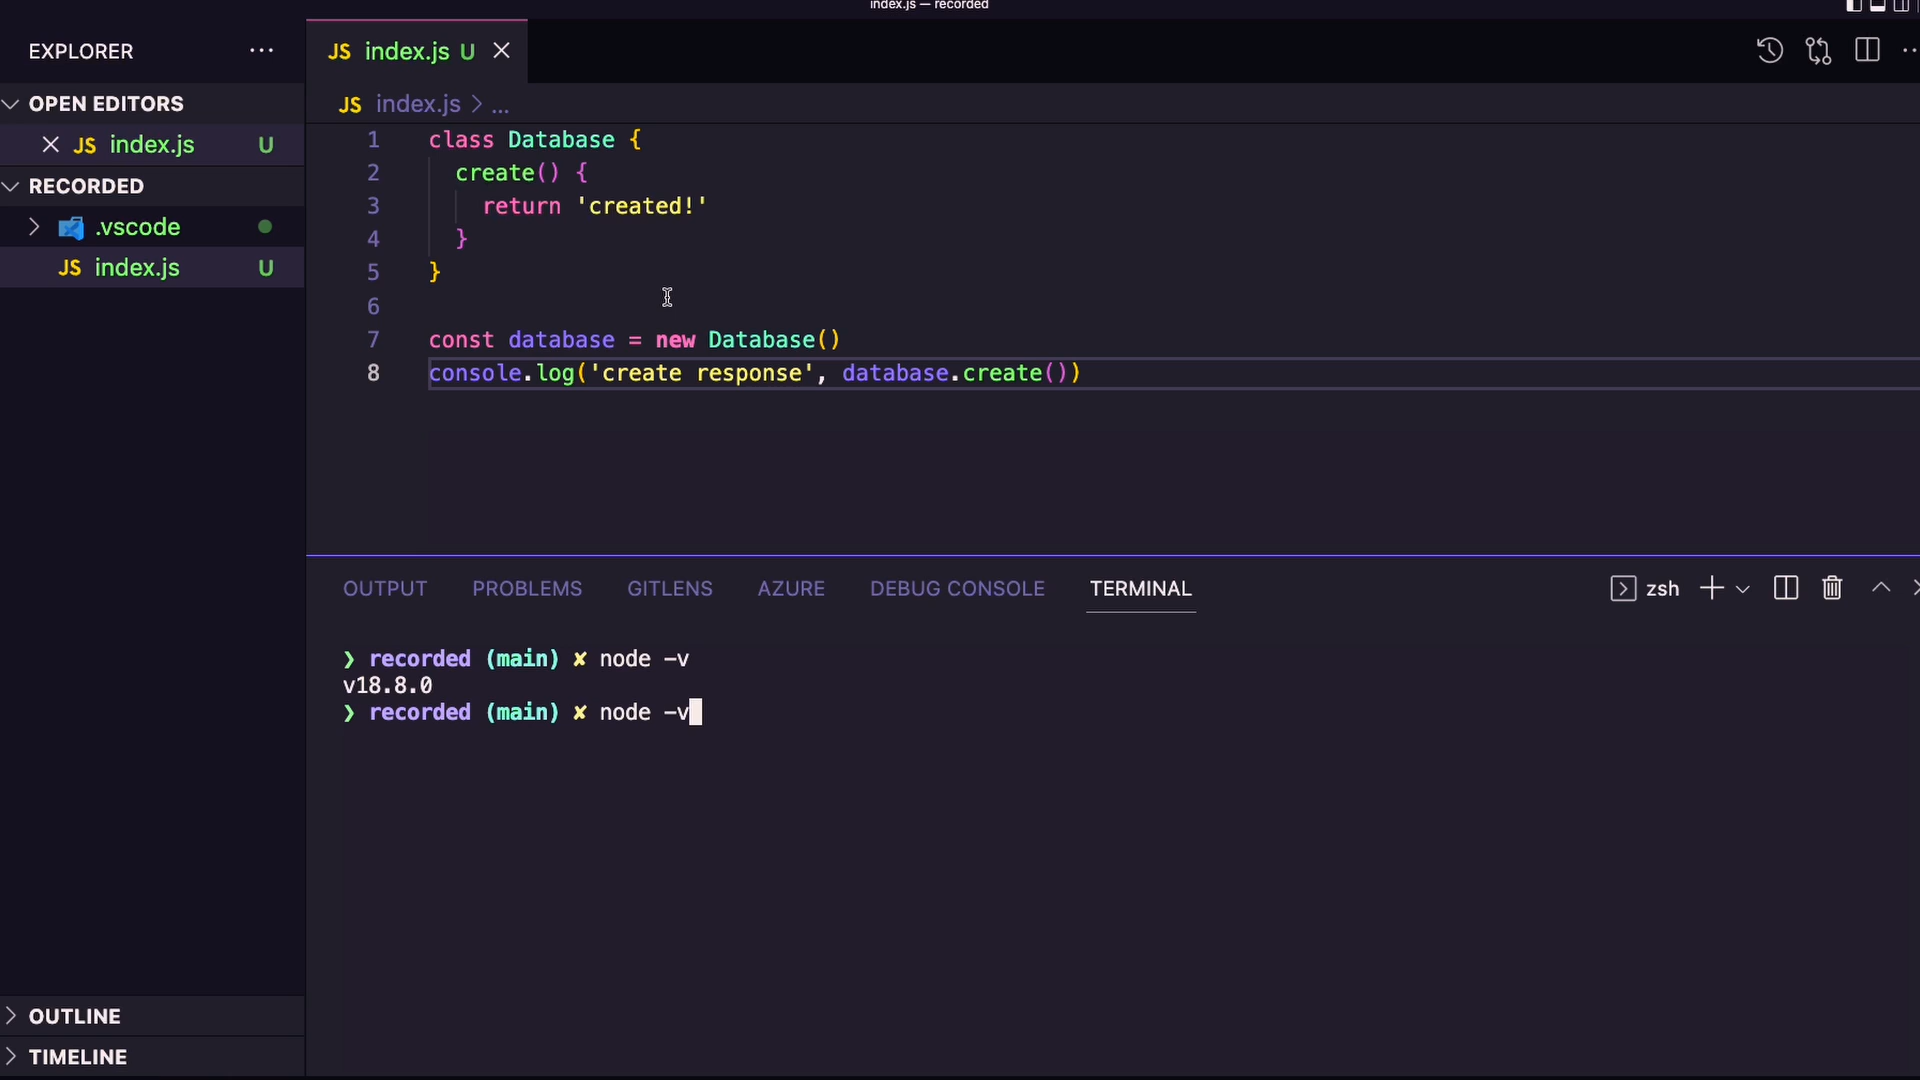 index.js — recorded
EXPLORER
OPEN EDITORS
JS index.js U
RECORDED
.vscode
JS index.js U
OUTLINE
TIMELINE
JS index.js U
JS index.js > ...
1 class Database {
2 create() {
3 return 'created!'
4 }
5 }
6
7 const database = new Database()
8 console.log('create response', database.create())
OUTPUT PROBLEMS GITLENS AZURE DEBUG CONSOLE TERMINAL zsh
❯ recorded (main) ✘ node -v
v18.8.0
❯ recorded (main) ✘ node -v